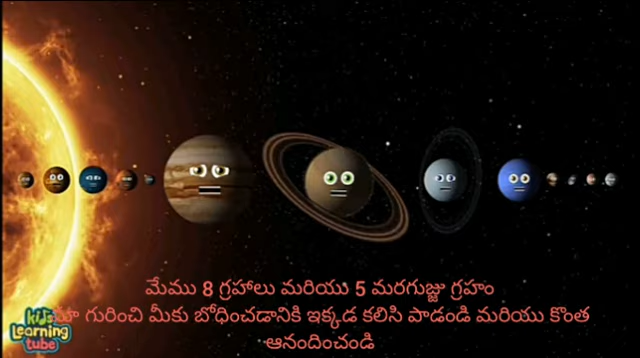 మేము 8 గ్రహాలు మరియు 5 మరగుజ్జు గ్రహం
మా గురించి మీకు బోధించడానికి ఇక్కడ కలిసి పాడండి మరియు కొంత
ఆనందించండి
kids
Learning
tube